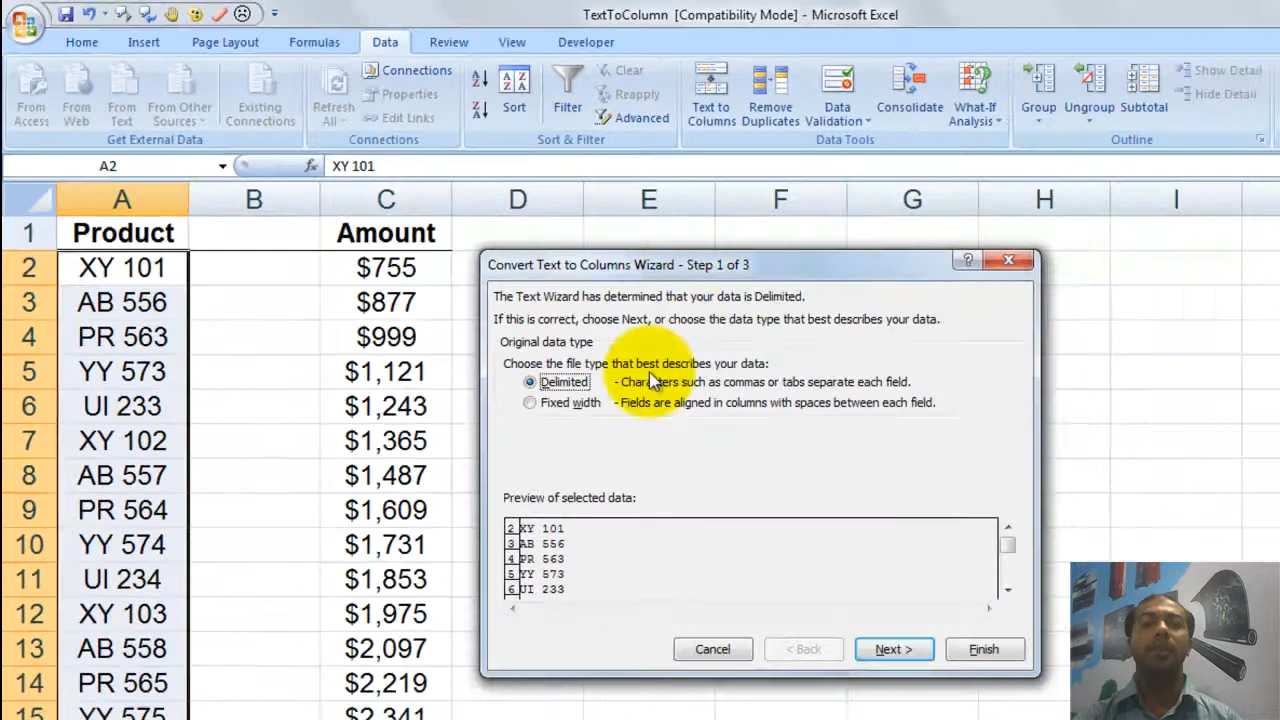 TextToColumn [Compatibility Mode] - Microsoft Excel
Home Insert Page Layout Formulas Data Review View Developer
From Access
From Web
From Text
From Other Sources
Existing Connections
Get External Data
Refresh All
Connections
Properties
Edit Links
Connections
Sort
Filter
Clear
Reapply
Advanced
Sort & Filter
Text to Columns
Remove Duplicates
Data Validation
Consolidate
What-If Analysis
Data Tools
Group
Ungroup
Subtotal
Show Detail
Hide Detail
Outline
A2 fx XY 101
A B C D E F G H I
1 Product Amount
2 XY 101 $755
3 AB 556 $877
4 PR 563 $999
5 YY 573 $1,121
6 UI 233 $1,243
7 XY 102 $1,365
8 AB 557 $1,487
9 PR 564 $1,609
10 YY 574 $1,731
11 UI 234 $1,853
12 XY 103 $1,975
13 AB 558 $2,097
14 PR 565 $2,219
15 YY 575 $2,341
Convert Text to Columns Wizard - Step 1 of 3
?
The Text Wizard has determined that your data is Delimited.
If this is correct, choose Next, or choose the data type that best describes your data.
Original data type
Choose the file type that best describes your data:
Delimited - Characters such as commas or tabs separate each field.
Fixed width - Fields are aligned in columns with spaces between each field.
Preview of selected data:
2 XY 101
3 AB 556
4 PR 563
5 YY 573
6 UI 233
Cancel < Back Next > Finish